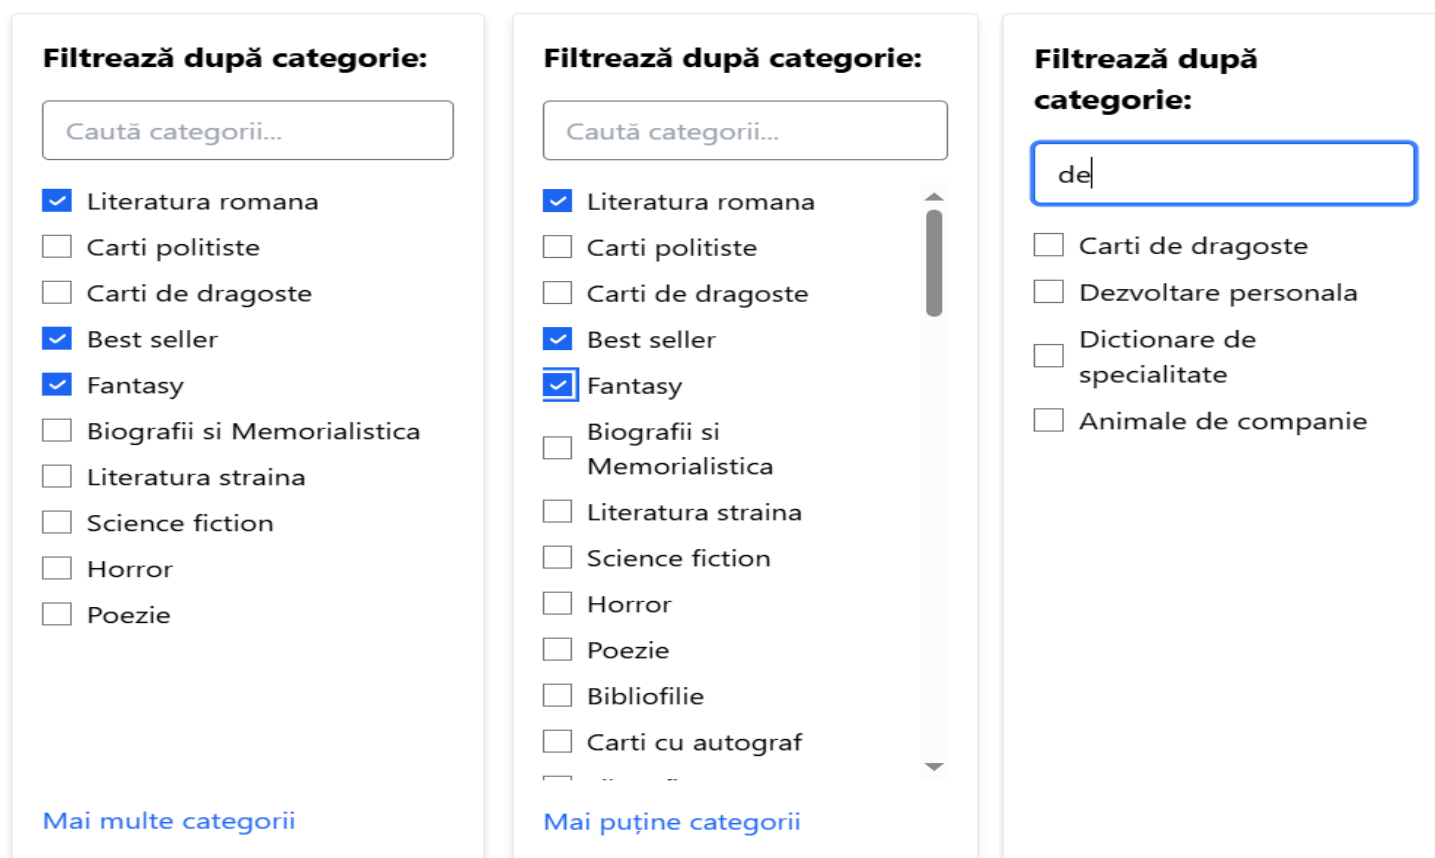 Filtrează după categorie:
Caută categorii...
Literatura romana
Carti politiste
Carti de dragoste
Best seller
Fantasy
Biografii si Memorialistica
Literatura straina
Science fiction
Horror
Poezie
Mai multe categorii
Filtrează după categorie:
Caută categorii...
Literatura romana
Carti politiste
Carti de dragoste
Best seller
Fantasy
Biografii si
Memorialistica
Literatura straina
Science fiction
Horror
Poezie
Bibliofilie
Carti cu autograf
Mai puține categorii
Filtrează după
categorie:
de
Carti de dragoste
Dezvoltare personala
Dictionare de
specialitate
Animale de companie